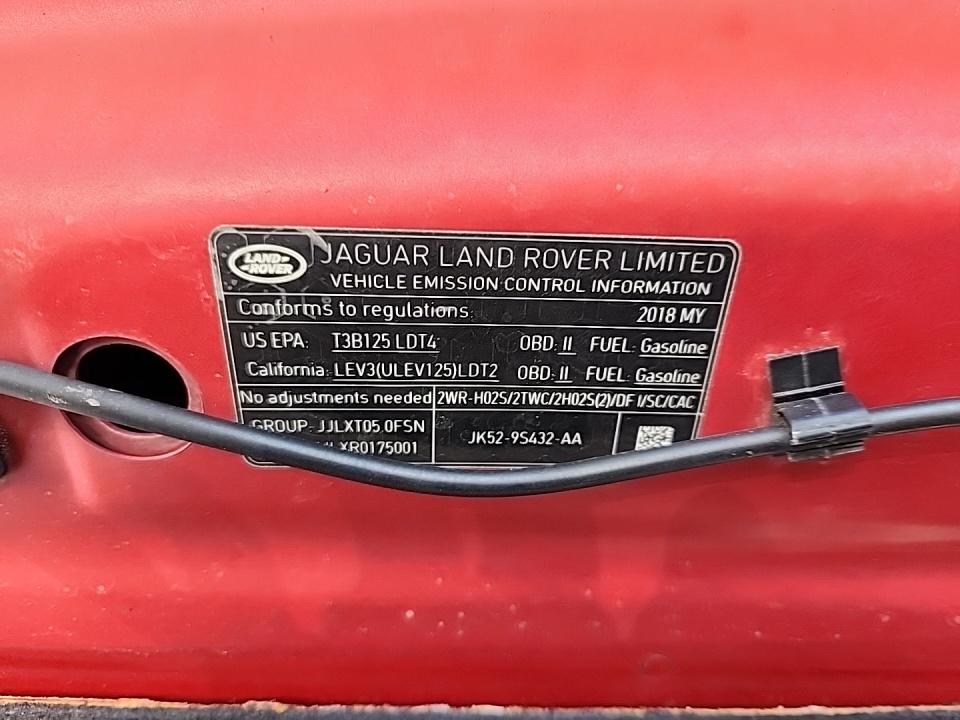 LAND ROVER
JAGUAR LAND ROVER LIMITED
VEHICLE EMISSION CONTROL INFORMATION
Conforms to regulations: 2018 MY
US EPA: T3B125 LDT4 OBD: II FUEL: Gasoline
California: LEV3(ULEV125)LDT2 OBD: II FUEL: Gasoline
No adjustments needed 2WR-H02S/2TWC/2H02S(2)/DFI/SC/CAC
GROUP: JJLXT05.0FSN
JK52-9S432-AA